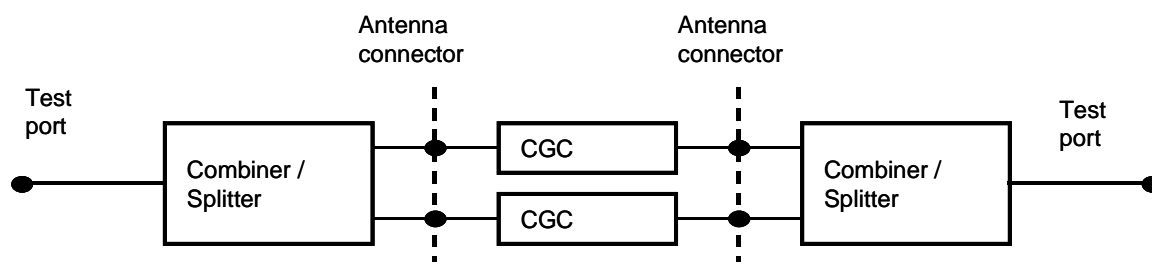 Antenna
connector
Antenna
connector
Test
port
Test
port
CGC
Combiner /
Splitter
Combiner /
Splitter
CGC